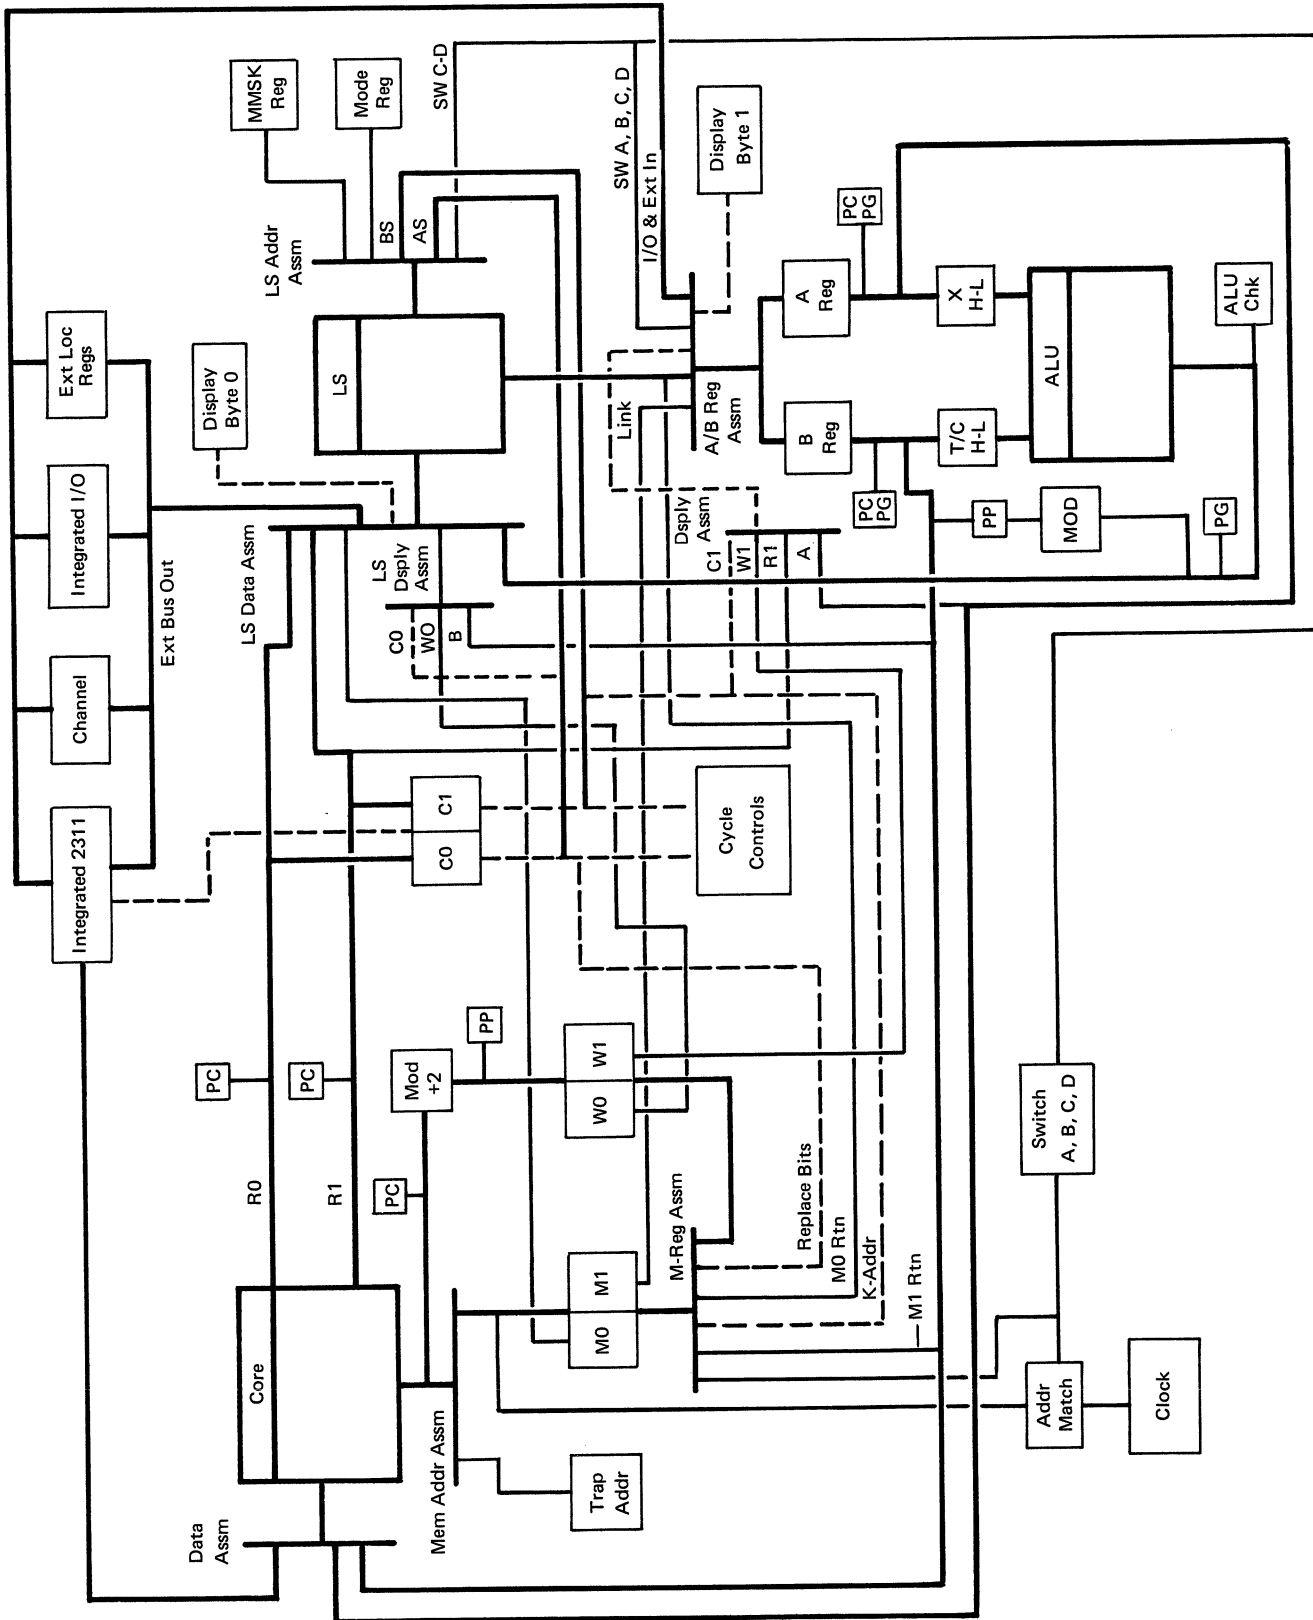 Integrated 2311
Channel
Integrated I/O
Ext Loc
Regs
Ext Bus Out
Display
Byte 0
MMSK
Reg
Mode
Reg
LS Addr
Assm
BS
AS
SW C-D
Data
Assm
Core
R0
R1
PC
PC
LS Data Assm
LS
Dsply
Assm
LS
C0
C1
C0
WO
B
Mem Addr Assm
PC
Mod
+2
PP
Trap
Addr
M0
M1
M-Reg Assm
W0
W1
Cycle
Controls
Dsply
Assm
C1
W1
R1
A
Link
A/B Reg
Assm
SW A, B, C, D
I/O & Ext In
Display
Byte 1
Replace Bits
M0 Rtn
K-Addr
M1 Rtn
B
Reg
A
Reg
PC
PG
PC
PG
PP
MOD
T/C
H-L
X
H-L
ALU
PG
ALU
Chk
Addr
Match
Switch
A, B, C, D
Clock